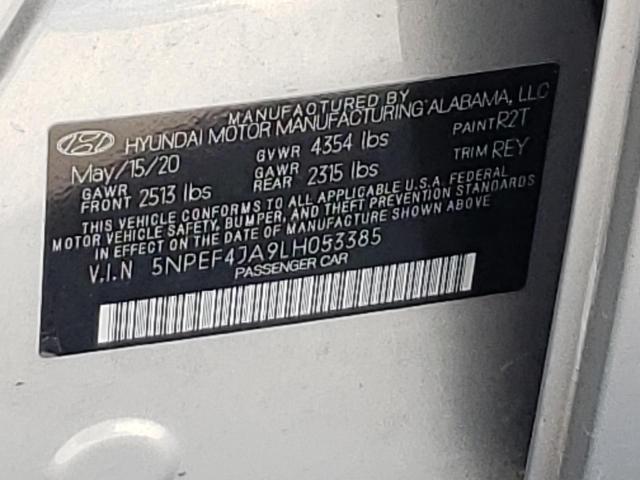 MANUFACTURED BY
HYUNDAI MOTOR MANUFACTURING ALABAMA, LLC
May/15/20 GVWR 4354 lbs PAINT R2T
GAWR FRONT 2513 lbs GAWR REAR 2315 lbs TRIM REY
THIS VEHICLE CONFORMS TO ALL APPLICABLE U.S.A. FEDERAL
MOTOR VEHICLE SAFETY, BUMPER, AND THEFT PREVENTION STANDARDS
IN EFFECT ON THE DATE OF MANUFACTURE SHOWN ABOVE.
V.I.N 5NPEF4JA9LH053385
PASSENGER CAR